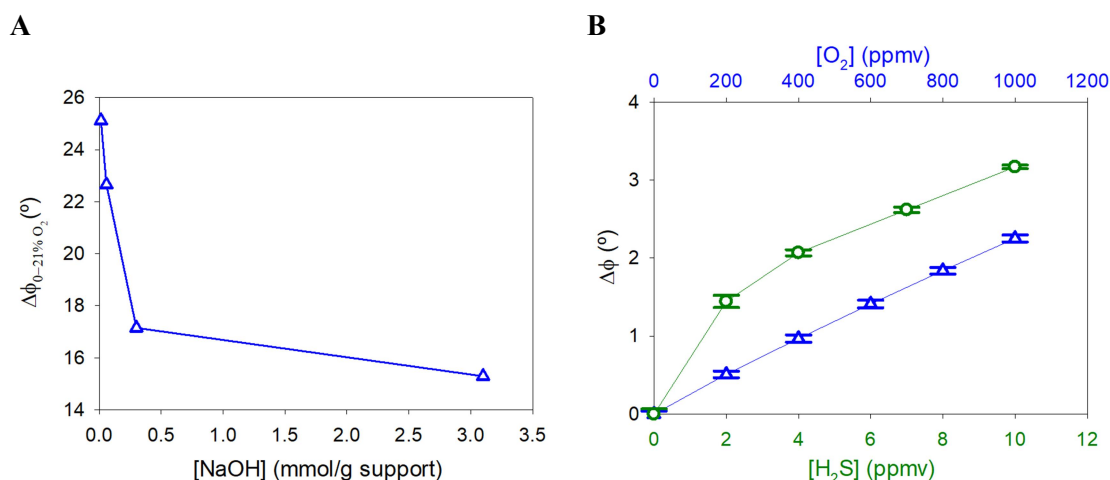 A
26
24
22
20
18
16
14
Δϕ0–21% O₂ (º)
0.0 0.5 1.0 1.5 2.0 2.5 3.0 3.5
[NaOH] (mmol/g support)
B
[O₂] (ppmv)
0 200 400 600 800 1000 1200
4
3
2
1
0
Δϕ (º)
0 2 4 6 8 10 12
[H₂S] (ppmv)